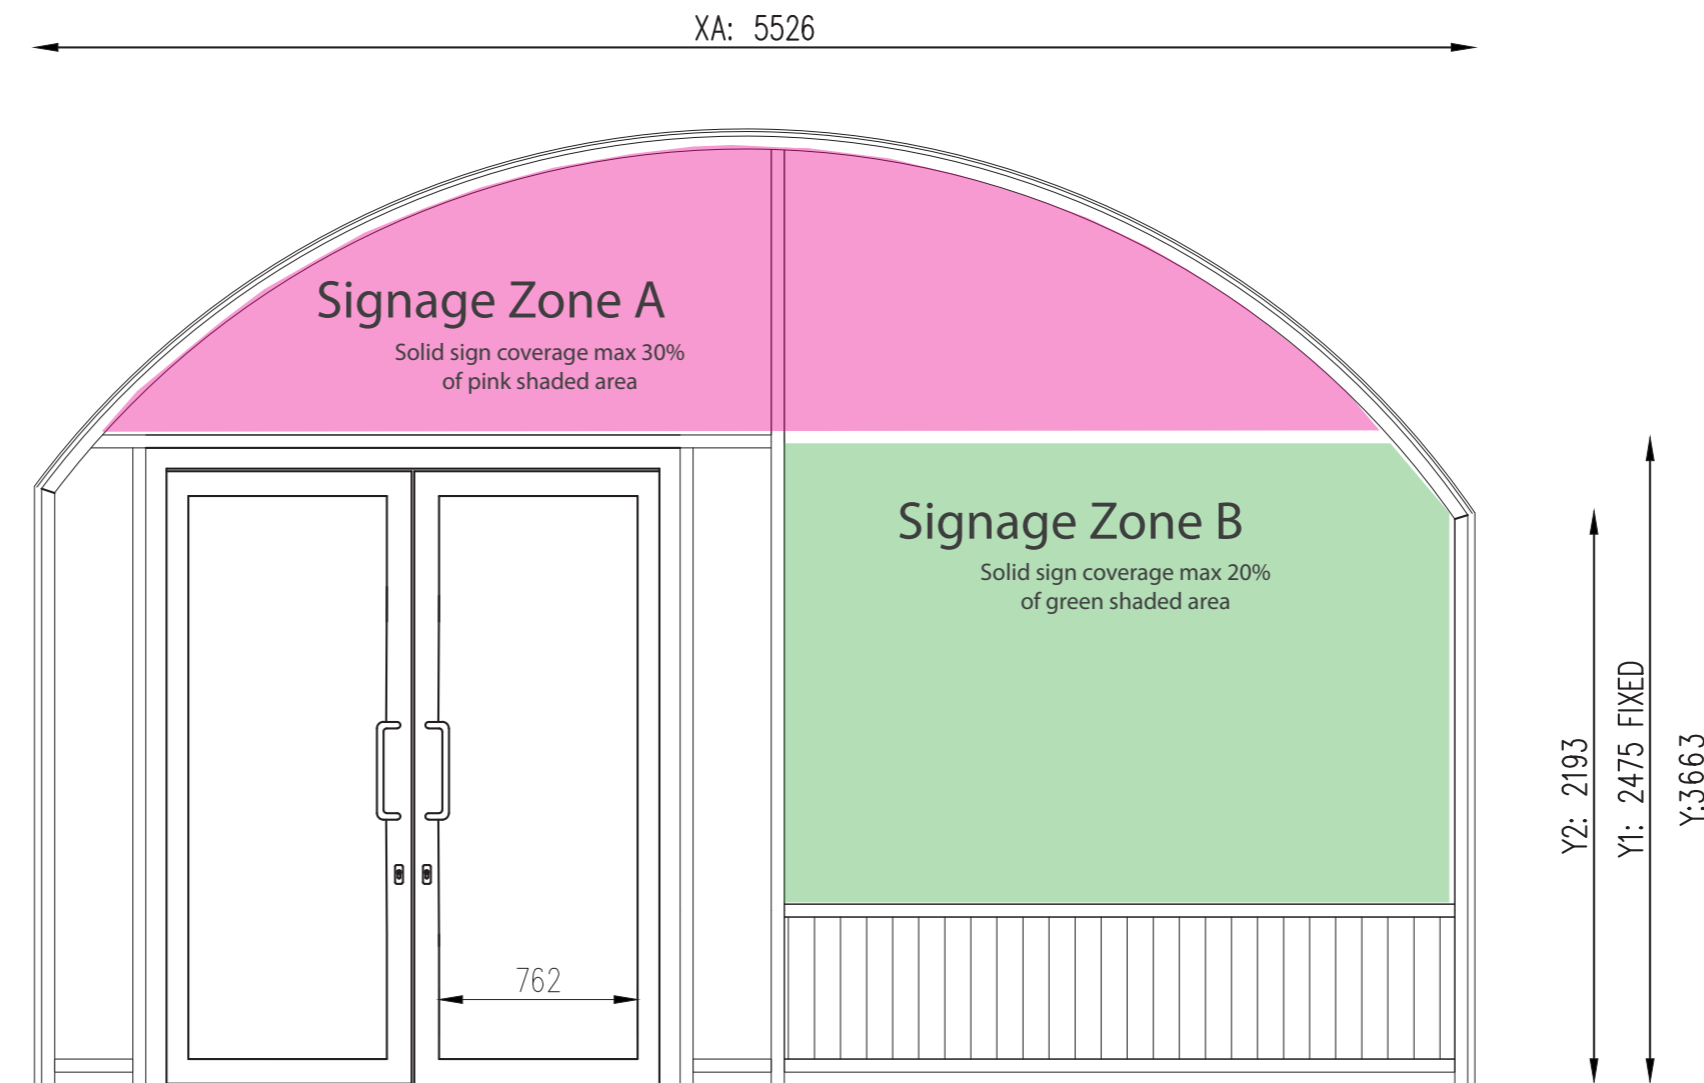 XA: 5526
Signage Zone A
Solid sign coverage max 30%
of pink shaded area
Signage Zone B
Solid sign coverage max 20%
of green shaded area
Y2: 2193
Y1: 2475 FIXED
Y:3663
762